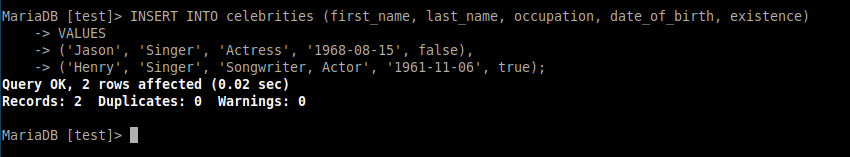 MariaDB [test]> INSERT INTO celebrities (first_name, last_name, occupation, date_of_birth, existence)
    -> VALUES
    -> ('Jason', 'Singer', 'Actress', '1968-08-15', false),
    -> ('Henry', 'Singer', 'Songwriter, Actor', '1961-11-06', true);
Query OK, 2 rows affected (0.02 sec)
Records: 2  Duplicates: 0  Warnings: 0

MariaDB [test]>